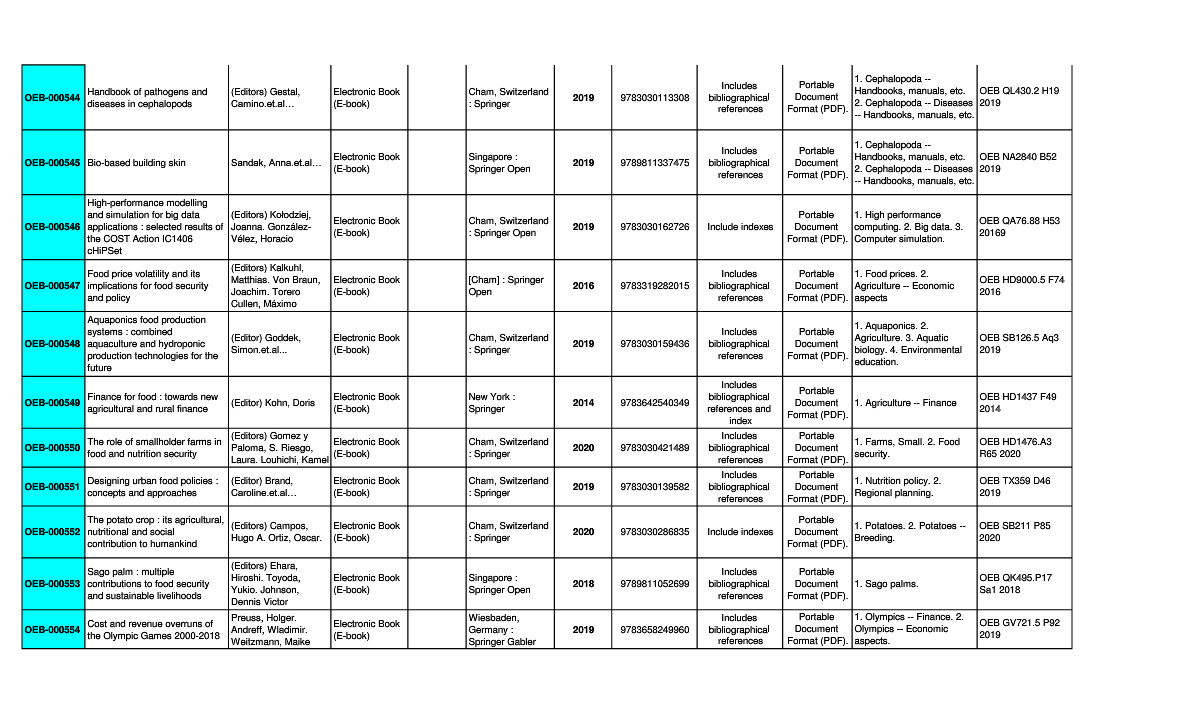 OEB-000544
Handbook of pathogens and
diseases in cephalopods
(Editors) Gestal,
Camino.et.al…
Electronic Book
(E-book)
Cham, Switzerland
: Springer
2019
9783030113308
Includes
bibliographical
references
Portable
Document
Format (PDF).
1. Cephalopoda --
Handbooks, manuals, etc.
2. Cephalopoda -- Diseases
-- Handbooks, manuals, etc.
OEB QL430.2 H19
2019
OEB-000545
Bio-based building skin
Sandak, Anna.et.al…
Electronic Book
(E-book)
Singapore :
Springer Open
2019
9789811337475
Includes
bibliographical
references
Portable
Document
Format (PDF).
1. Cephalopoda --
Handbooks, manuals, etc.
2. Cephalopoda -- Diseases
-- Handbooks, manuals, etc.
OEB NA2840 B52
2019
OEB-000546
High-performance modelling
and simulation for big data
applications : selected results of
the COST Action IC1406
cHiPSet
(Editors) Kołodziej,
Joanna. González-
Vélez, Horacio
Electronic Book
(E-book)
Cham, Switzerland
: Springer Open
2019
9783030162726
Include indexes
Portable
Document
Format (PDF).
1. High performance
computing. 2. Big data. 3.
Computer simulation.
OEB QA76.88 H53
20169
OEB-000547
Food price volatility and its
implications for food security
and policy
(Editors) Kalkuhl,
Matthias. Von Braun,
Joachim. Torero
Cullen, Máximo
Electronic Book
(E-book)
[Cham] : Springer
Open
2016
9783319282015
Includes
bibliographical
references
Portable
Document
Format (PDF).
1. Food prices. 2.
Agriculture -- Economic
aspects
OEB HD9000.5 F74
2016
OEB-000548
Aquaponics food production
systems : combined
aquaculture and hydroponic
production technologies for the
future
(Editor) Goddek,
Simon.et.al...
Electronic Book
(E-book)
Cham, Switzerland
: Springer
2019
9783030159436
Includes
bibliographical
references
Portable
Document
Format (PDF).
1. Aquaponics. 2.
Agriculture. 3. Aquatic
biology. 4. Environmental
education.
OEB SB126.5 Aq3
2019
OEB-000549
Finance for food : towards new
agricultural and rural finance
(Editor) Kohn, Doris
Electronic Book
(E-book)
New York :
Springer
2014
9783642540349
Includes
bibliographical
references and
index
Portable
Document
Format (PDF).
1. Agriculture -- Finance
OEB HD1437 F49
2014
OEB-000550
The role of smallholder farms in
food and nutrition security
(Editors) Gomez y
Paloma, S. Riesgo,
Laura. Louhichi, Kamel
Electronic Book
(E-book)
Cham, Switzerland
: Springer
2020
9783030421489
Includes
bibliographical
references
Portable
Document
Format (PDF).
1. Farms, Small. 2. Food
security.
OEB HD1476.A3
R65 2020
OEB-000551
Designing urban food policies :
concepts and approaches
(Editor) Brand,
Caroline.et.al…
Electronic Book
(E-book)
Cham, Switzerland
: Springer
2019
9783030139582
Includes
bibliographical
references
Portable
Document
Format (PDF).
1. Nutrition policy. 2.
Regional planning.
OEB TX359 D46
2019
OEB-000552
The potato crop : its agricultural,
nutritional and social
contribution to humankind
(Editors) Campos,
Hugo A. Ortiz, Oscar.
Electronic Book
(E-book)
Cham, Switzerland
: Springer
2020
9783030286835
Include indexes
Portable
Document
Format (PDF).
1. Potatoes. 2. Potatoes --
Breeding.
OEB SB211 P85
2020
OEB-000553
Sago palm : multiple
contributions to food security
and sustainable livelihoods
(Editors) Ehara,
Hiroshi. Toyoda,
Yukio. Johnson,
Dennis Victor
Electronic Book
(E-book)
Singapore :
Springer Open
2018
9789811052699
Includes
bibliographical
references
Portable
Document
Format (PDF).
1. Sago palms.
OEB QK495.P17
Sa1 2018
OEB-000554
Cost and revenue overruns of
the Olympic Games 2000-2018
Preuss, Holger.
Andreff, Wladimir.
Weitzmann, Maike
Electronic Book
(E-book)
Wiesbaden,
Germany :
Springer Gabler
2019
9783658249960
Includes
bibliographical
references
Portable
Document
Format (PDF).
1. Olympics -- Finance. 2.
Olympics -- Economic
aspects.
OEB GV721.5 P92
2019